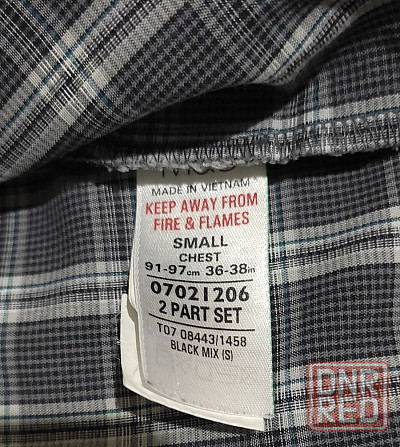 MADE IN VIETNAM
KEEP AWAY FROM
FIRE & FLAMES
SMALL
CHEST
91-97cm 36-38in
07021206
2 PART SET
T07 08443/1458
BLACK MIX (S)
DNR
RED